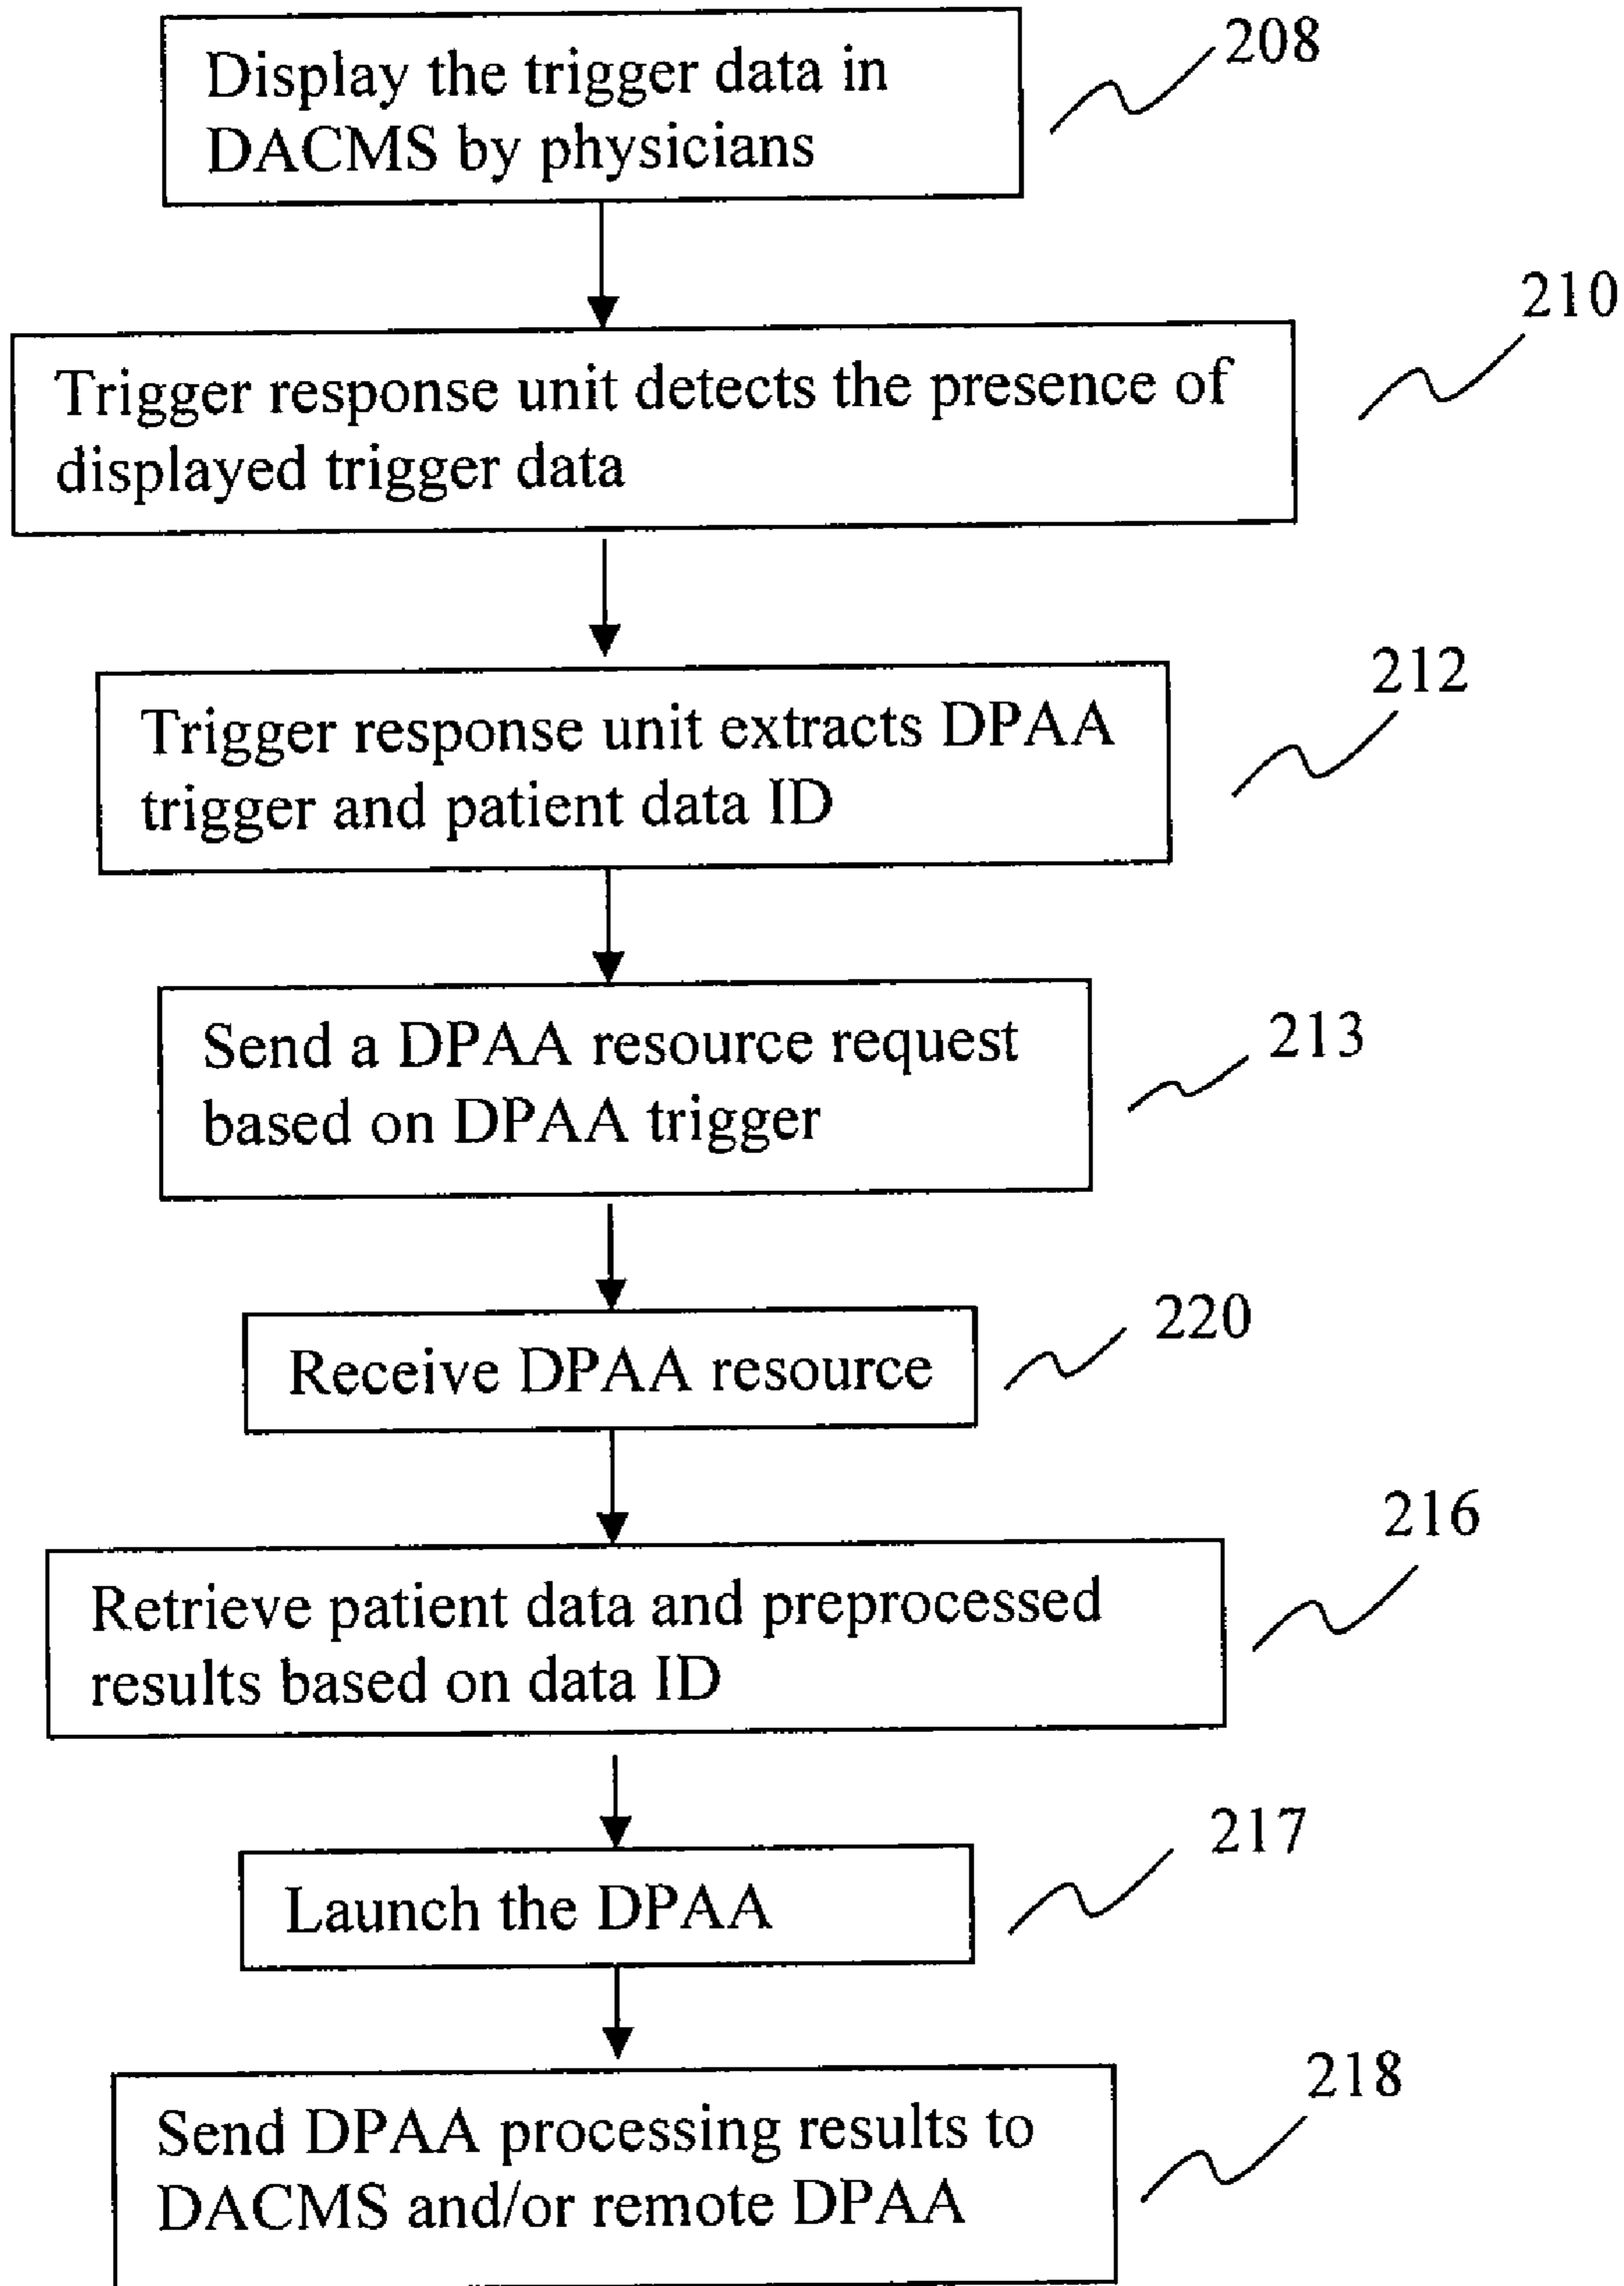 Display the trigger data in
DACMS by physicians
208
210
Trigger response unit detects the presence of
displayed trigger data
212
Trigger response unit extracts DPAA
trigger and patient data ID
213
Send a DPAA resource request
based on DPAA trigger
220
Receive DPAA resource
216
Retrieve patient data and preprocessed
results based on data ID
217
Launch the DPAA
218
Send DPAA processing results to
DACMS and/or remote DPAA